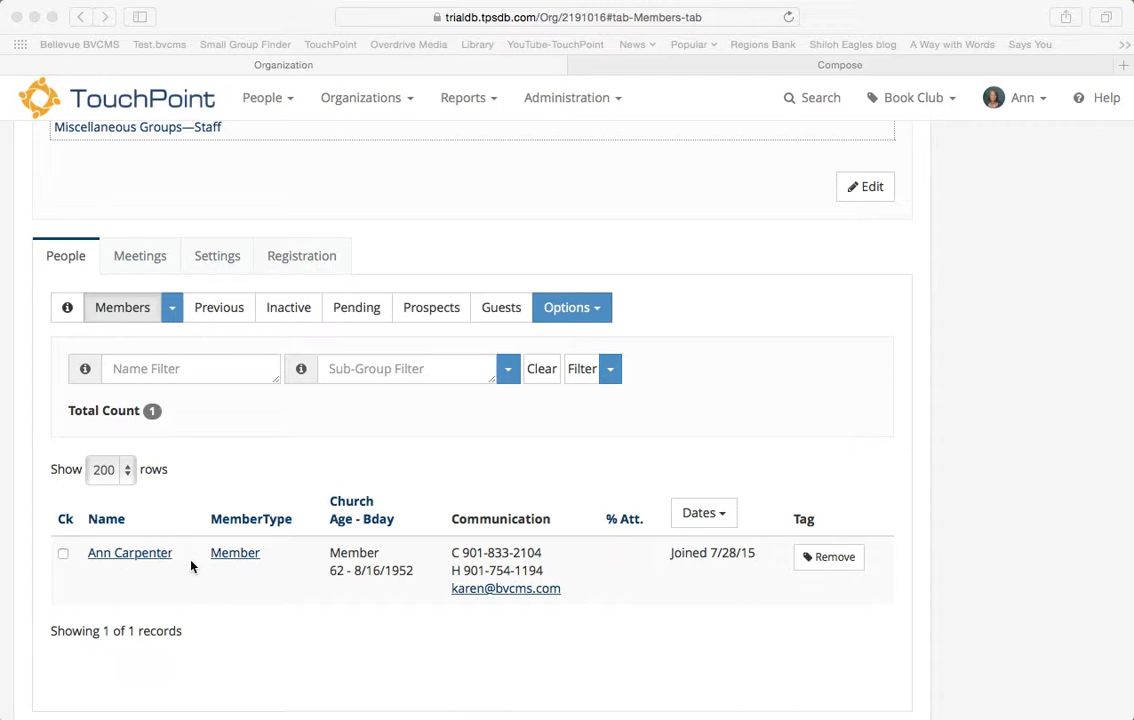 trialdb.tpsdb.com/Org/2191016#tab-Members-tab
Bellevue BVCMS Test.bvcms Small Group Finder TouchPoint Overdrive Media Library YouTube-TouchPoint News Popular Regions Bank Shiloh Eagles blog A Way with Words Says You
Organization Compose
TouchPoint People Organizations Reports Administration Search Book Club Ann Help
Miscellaneous Groups—Staff
Edit
People Meetings Settings Registration
Members Previous Inactive Pending Prospects Guests Options
Name Filter Sub-Group Filter Clear Filter
Total Count 1
Show 200 rows
Church
Ck Name MemberType Age - Bday Communication % Att. Dates Tag
Ann Carpenter Member Member C 901-833-2104 Joined 7/28/15 Remove
62 - 8/16/1952 H 901-754-1194
karen@bvcms.com
Showing 1 of 1 records